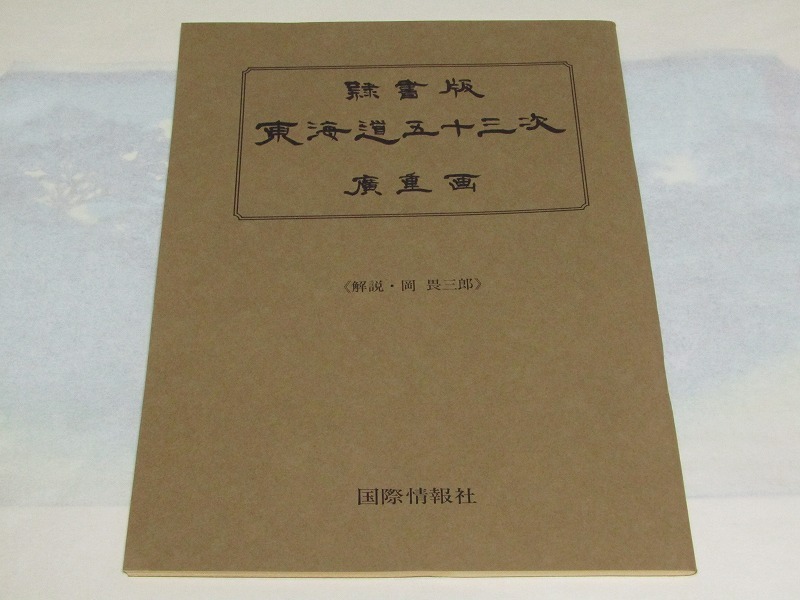 隷書版
東海道五十三次
廣重画
《解説・岡 畏三郎》
国際情報社